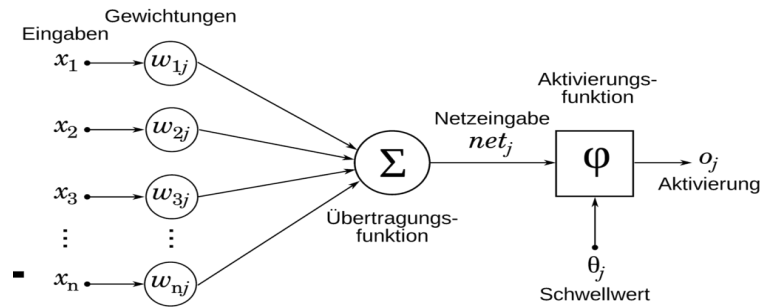 Gewichtungen
Eingaben
x₁ w₁ⱼ
Aktivierungs-
funktion
x₂ w₂ⱼ
Netzeingabe
netⱼ
Σ
φ
oⱼ
Aktivierung
x₃ w₃ⱼ
Übertragungs-
funktion
⋮ ⋮
θⱼ
Schwellwert
xₙ wₙⱼ